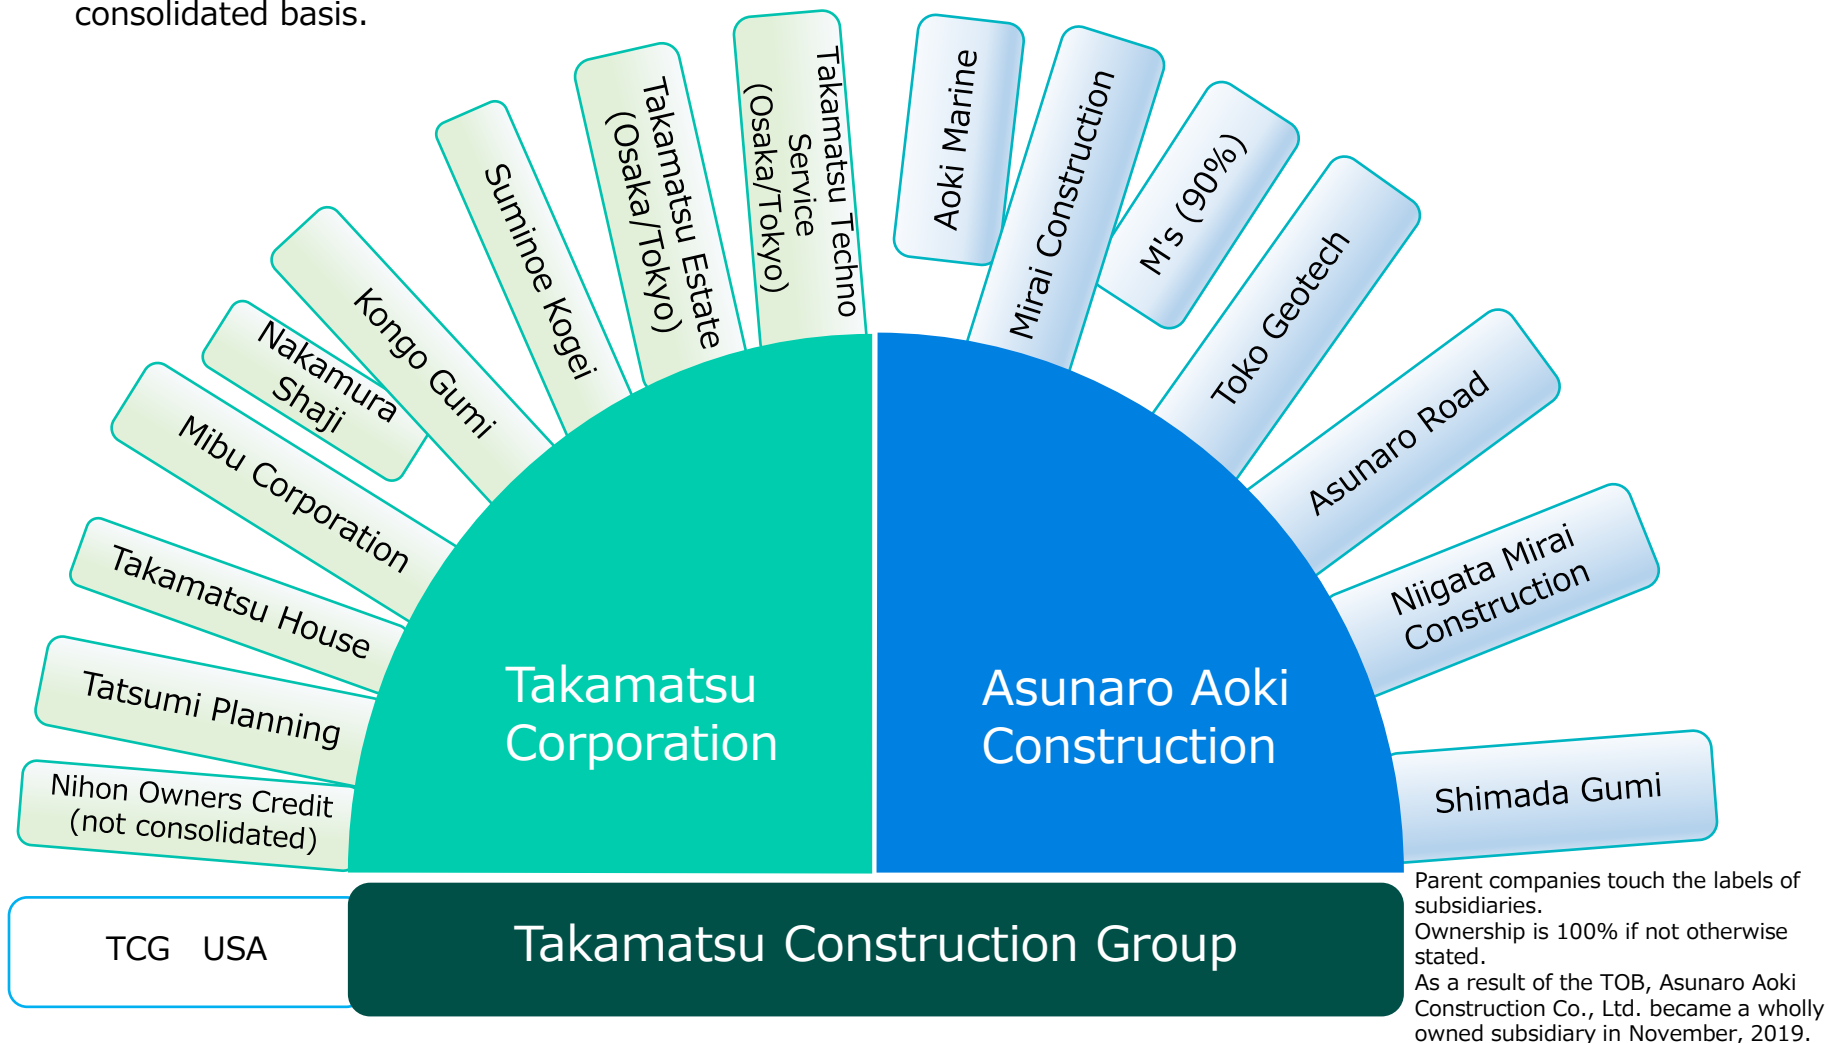 consolidated basis.
Takamatsu Techno
Service
(Osaka/Tokyo)
Takamatsu Estate
(Osaka/Tokyo)
Suminoe Kogei
Kongo Gumi
Nakamura
Shaji
Mibu Corporation
Takamatsu House
Tatsumi Planning
Nihon Owners Credit
(not consolidated)
Aoki Marine
Mirai Construction
M's (90%)
Toko Geotech
Asunaro Road
Niigata Mirai
Construction
Shimada Gumi
Takamatsu
Corporation
Asunaro Aoki
Construction
TCG USA
Takamatsu Construction Group
Parent companies touch the labels of
subsidiaries.
Ownership is 100% if not otherwise
stated.
As a result of the TOB, Asunaro Aoki
Construction Co., Ltd. became a wholly
owned subsidiary in November, 2019.